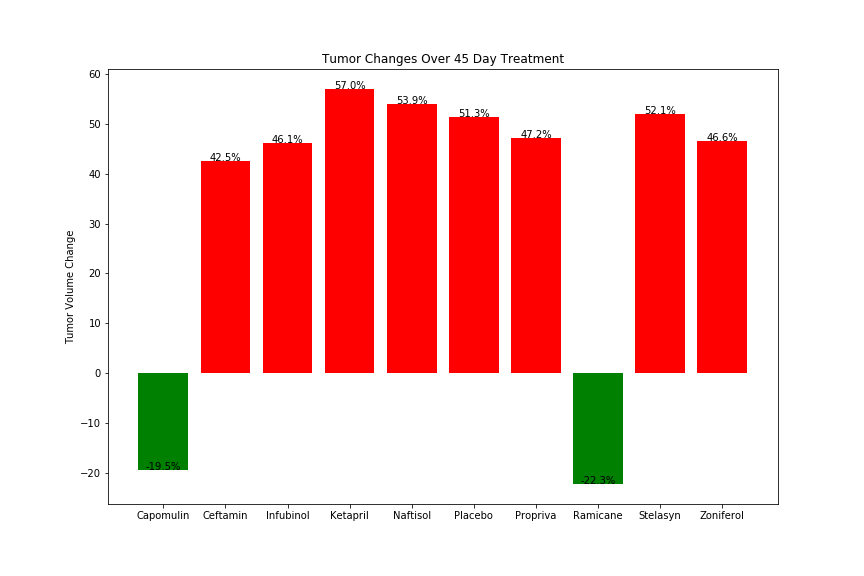 Tumor Changes Over 45 Day Treatment
Tumor Volume Change
60
50
40
30
20
10
0
−10
−20
-19.5%
42.5%
46.1%
57.0%
53.9%
51.3%
47.2%
-22.3%
52.1%
46.6%
Capomulin
Ceftamin
Infubinol
Ketapril
Naftisol
Placebo
Propriva
Ramicane
Stelasyn
Zoniferol